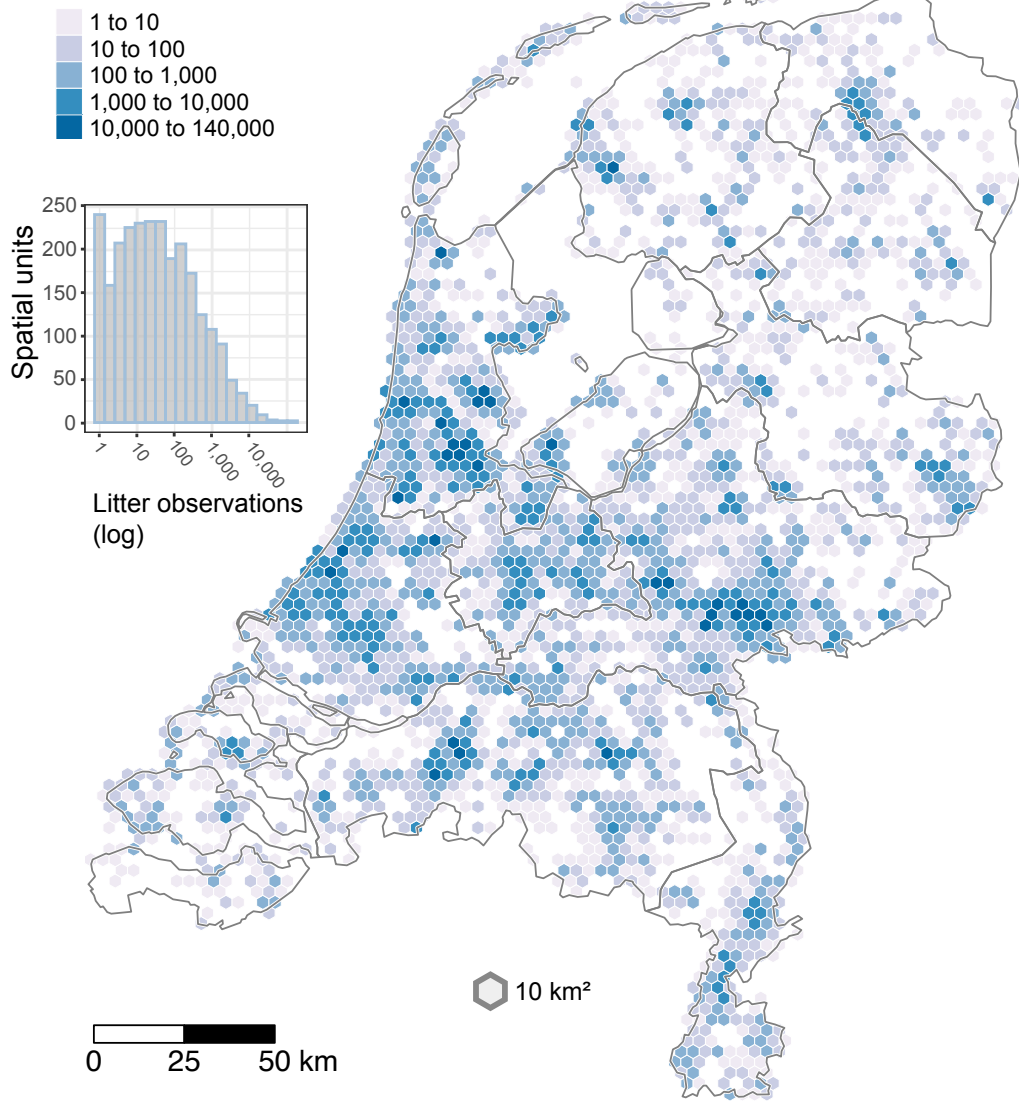 1 to 10
10 to 100
100 to 1,000
1,000 to 10,000
10,000 to 140,000
250
200
150
100
50
0
Spatial units
1
10
100
1,000
10,000
Litter observations
(log)
10 km²
0
25
50 km